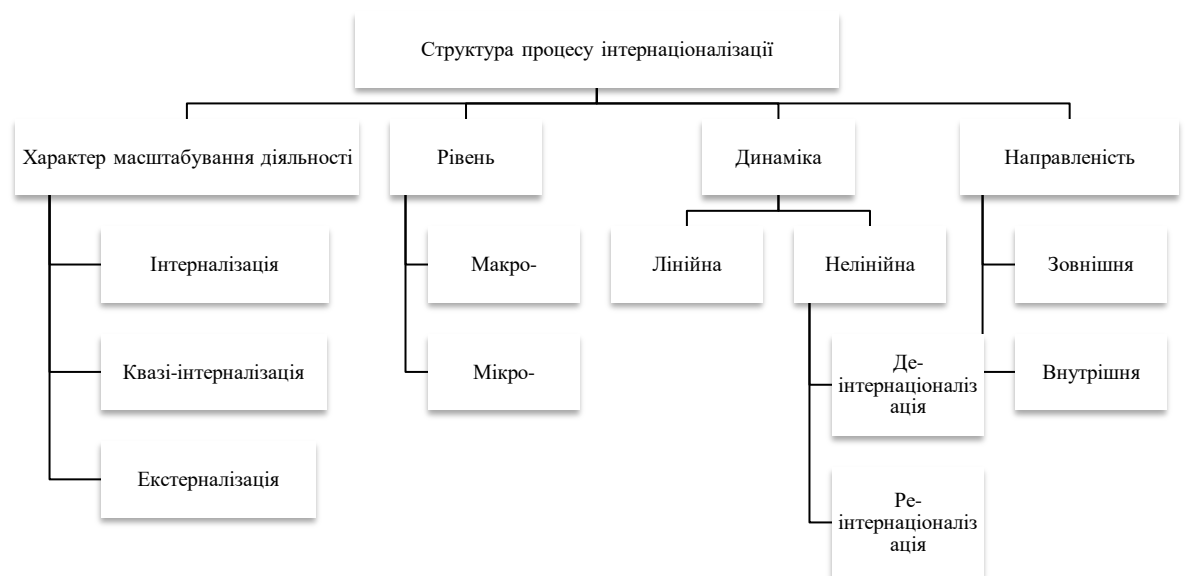 Структура процесу інтернаціоналізації
Характер масштабування діяльності
Рівень
Динаміка
Направленість
Інтерналізація
Макро-
Лінійна
Нелінійна
Зовнішня
Квазі-інтерналізація
Мікро-
Де-
інтернаціоналіз
ація
Внутрішня
Екстерналізація
Ре-
інтернаціоналіз
ація